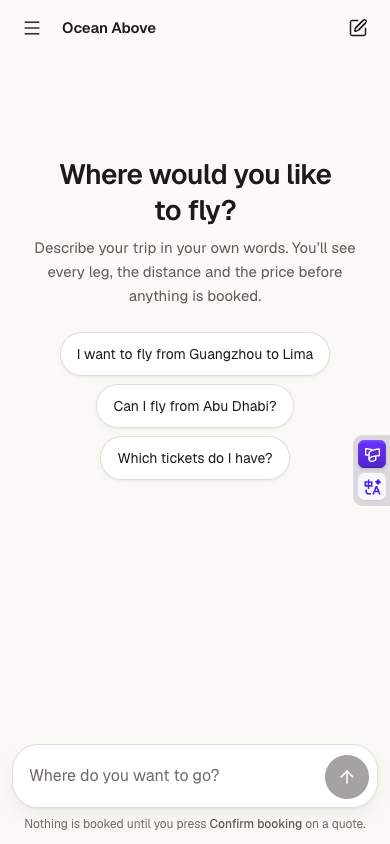 Ocean Above
Where would you like
to fly?
Describe your trip in your own words. You’ll see
every leg, the distance and the price before
anything is booked.
I want to fly from Guangzhou to Lima
Can I fly from Abu Dhabi?
Which tickets do I have?
中A
Where do you want to go?
Nothing is booked until you press Confirm booking on a quote.